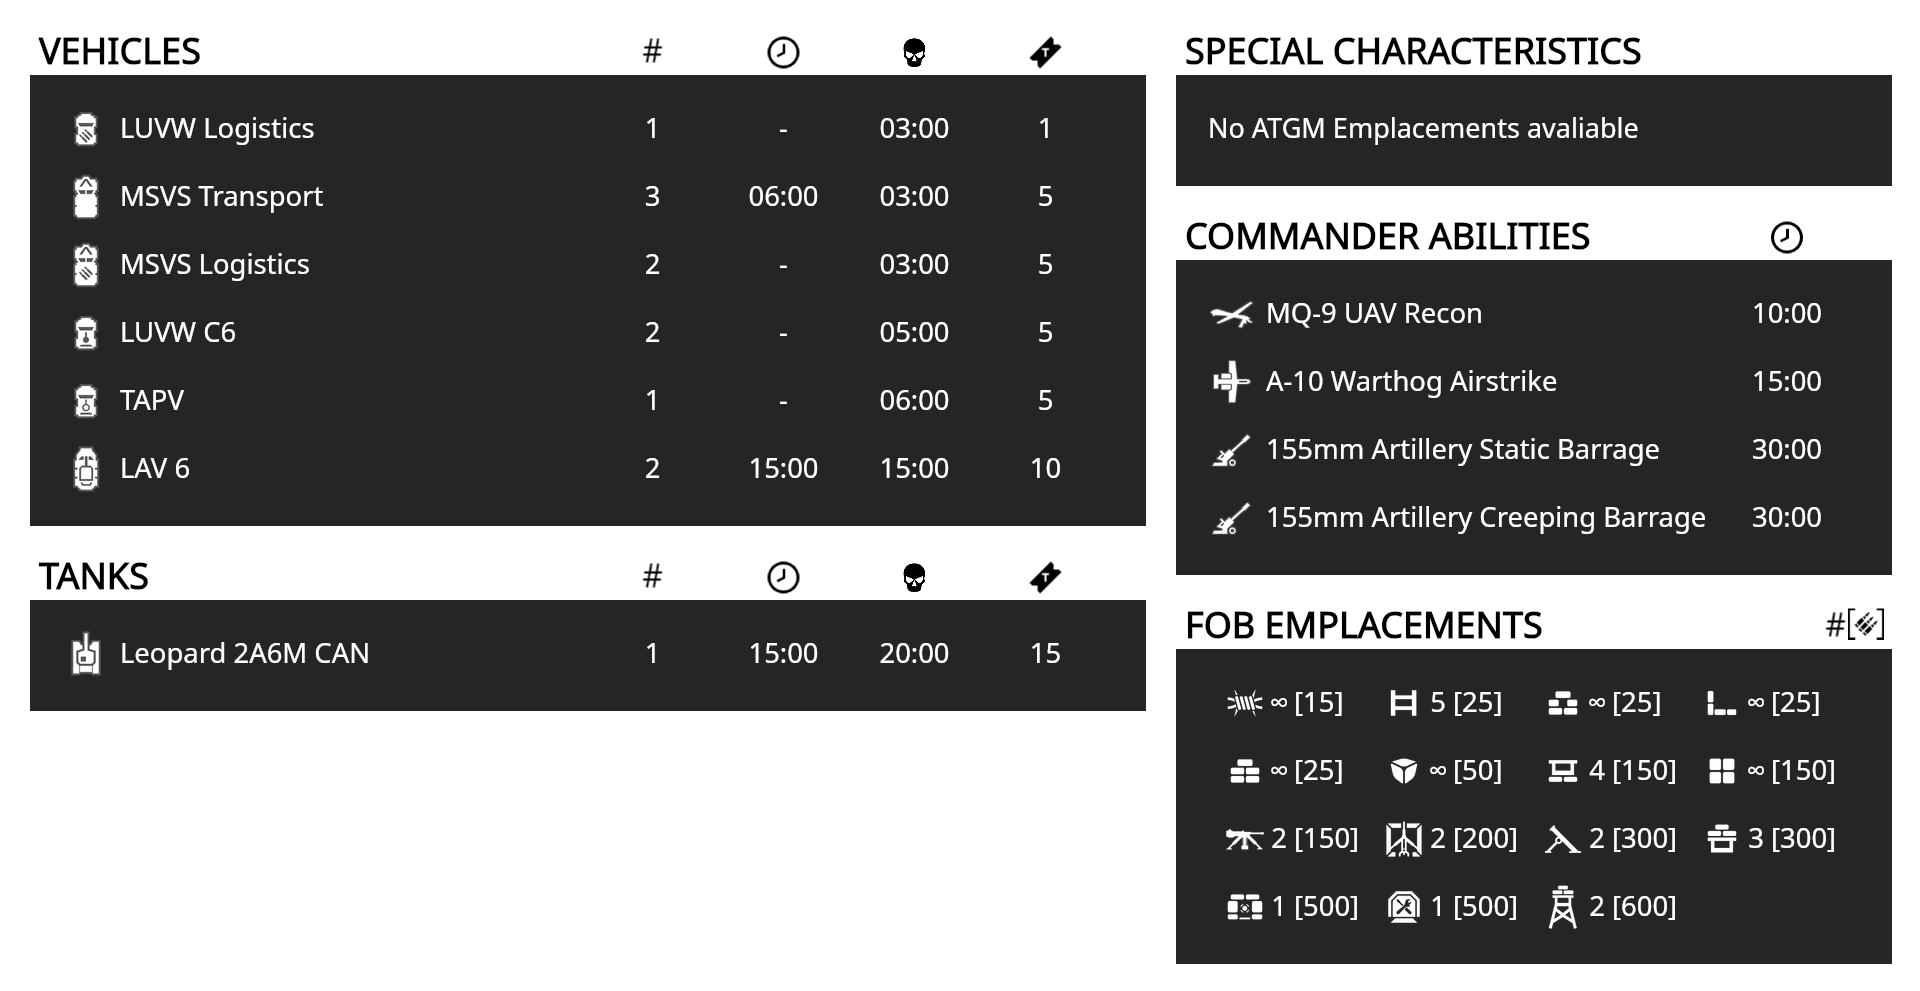 VEHICLES #
LUVW Logistics 1 - 03:00 1
MSVS Transport 3 06:00 03:00 5
MSVS Logistics 2 - 03:00 5
LUVW C6 2 - 05:00 5
TAPV 1 - 06:00 5
LAV 6 2 15:00 15:00 10
TANKS #
Leopard 2A6M CAN 1 15:00 20:00 15
SPECIAL CHARACTERISTICS
No ATGM Emplacements avaliable
COMMANDER ABILITIES
MQ-9 UAV Recon 10:00
A-10 Warthog Airstrike 15:00
155mm Artillery Static Barrage 30:00
155mm Artillery Creeping Barrage 30:00
FOB EMPLACEMENTS #[]
∞ [15] 5 [25] ∞ [25] ∞ [25]
∞ [25] ∞ [50] 4 [150] ∞ [150]
2 [150] 2 [200] 2 [300] 3 [300]
1 [500] 1 [500] 2 [600]